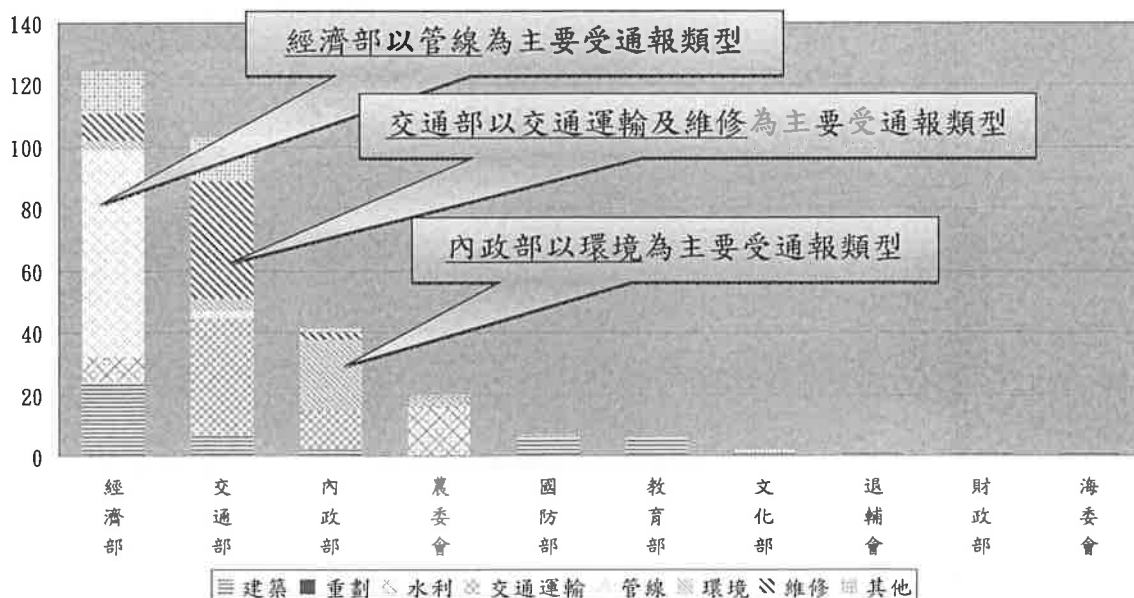 140
120
100
80
60
40
20
0
經濟部以管線為主要受通報類型
交通部以交通運輸及維修為主要受通報類型
內政部以環境為主要受通報類型
經濟部
交通部
內政部
農委會
國防部
教育部
文化部
退輔會
財政部
海委會
建築 重劃 水利 交通運輸 管線 環境 維修 其他